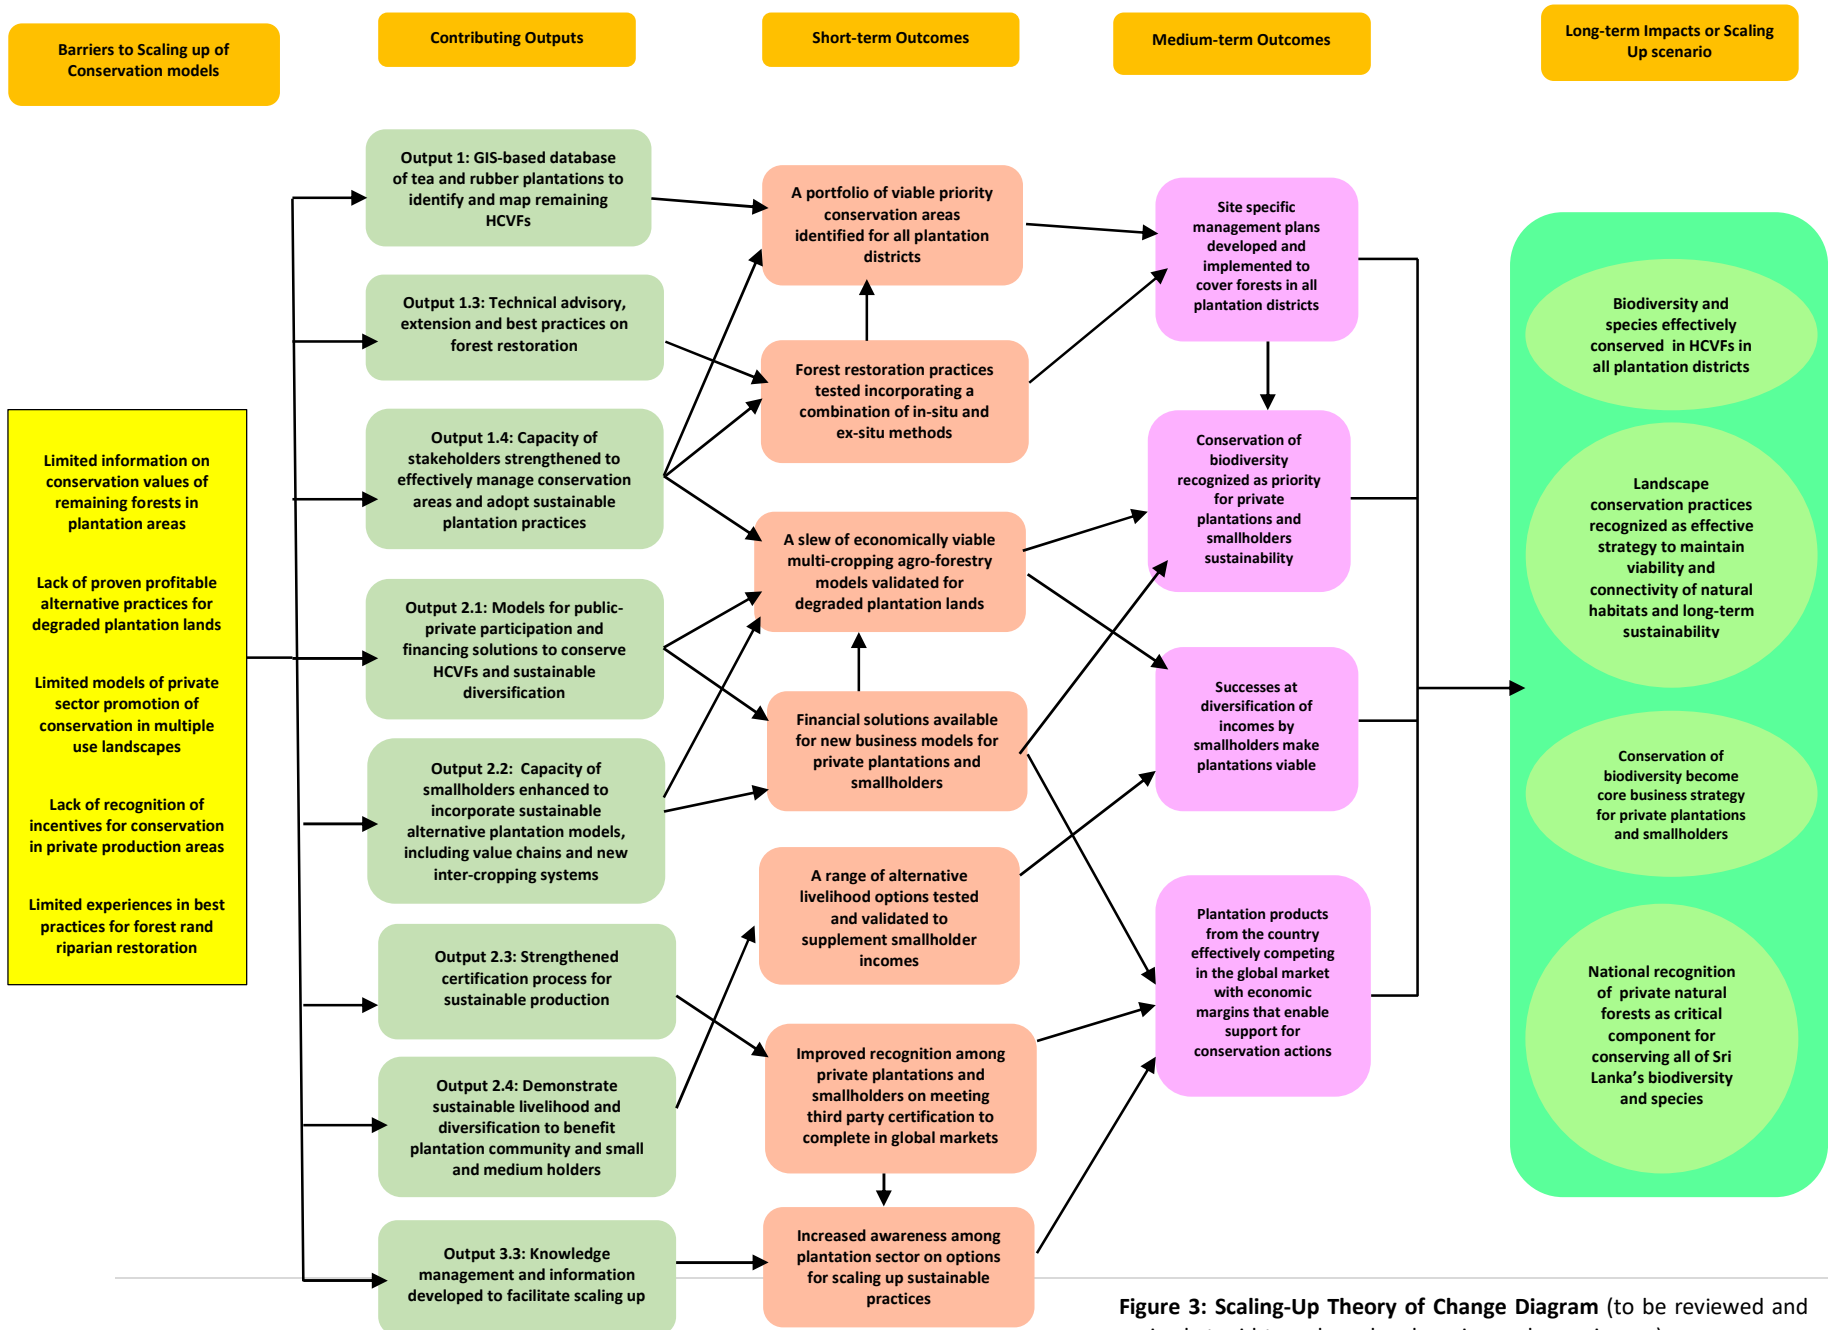 Barriers to Scaling up of
Conservation models
Contributing Outputs
Short-term Outcomes
Medium-term Outcomes
Long-term Impacts or Scaling
Up scenario
Limited information on
conservation values of
remaining forests in
plantation areas
Lack of proven profitable
alternative practices for
degraded plantation lands
Limited models of private
sector promotion of
conservation in multiple
use landscapes
Lack of recognition of
incentives for conservation
in private production areas
Limited experiences in best
practices for forest rand
riparian restoration
Output 1: GIS-based database
of tea and rubber plantations to
identify and map remaining
HCVFs
Output 1.3: Technical advisory,
extension and best practices on
forest restoration
Output 1.4: Capacity of
stakeholders strengthened to
effectively manage conservation
areas and adopt sustainable
plantation practices
Output 2.1: Models for public-
private participation and
financing solutions to conserve
HCVFs and sustainable
diversification
Output 2.2: Capacity of
smallholders enhanced to
incorporate sustainable
alternative plantation models,
including value chains and new
inter-cropping systems
Output 2.3: Strengthened
certification process for
sustainable production
Output 2.4: Demonstrate
sustainable livelihood and
diversification to benefit
plantation community and small
and medium holders
Output 3.3: Knowledge
management and information
developed to facilitate scaling up
A portfolio of viable priority
conservation areas
identified for all plantation
districts
Forest restoration practices
tested incorporating a
combination of in-situ and
ex-situ methods
A slew of economically viable
multi-cropping agro-forestry
models validated for
degraded plantation lands
Financial solutions available
for new business models for
private plantations and
smallholders
A range of alternative
livelihood options tested
and validated to
supplement smallholder
incomes
Improved recognition among
private plantations and
smallholders on meeting
third party certification to
complete in global markets
Increased awareness among
plantation sector on options
for scaling up sustainable
practices
Site specific
management plans
developed and
implemented to
cover forests in all
plantation districts
Conservation of
biodiversity
recognized as priority
for private
plantations and
smallholders
sustainability
Successes at
diversification of
incomes by
smallholders make
plantations viable
Plantation products
from the country
effectively competing
in the global market
with economic
margins that enable
support for
conservation actions
Biodiversity and
species effectively
conserved in HCVFs in
all plantation districts
Landscape
conservation practices
recognized as effective
strategy to maintain
viability and
connectivity of natural
habitats and long-term
sustainability
Conservation of
biodiversity become
core business strategy
for private plantations
and smallholders
National recognition
of private natural
forests as critical
component for
conserving all of Sri
Lanka's biodiversity
and species
Figure 3: Scaling-Up Theory of Change Diagram (to be reviewed and